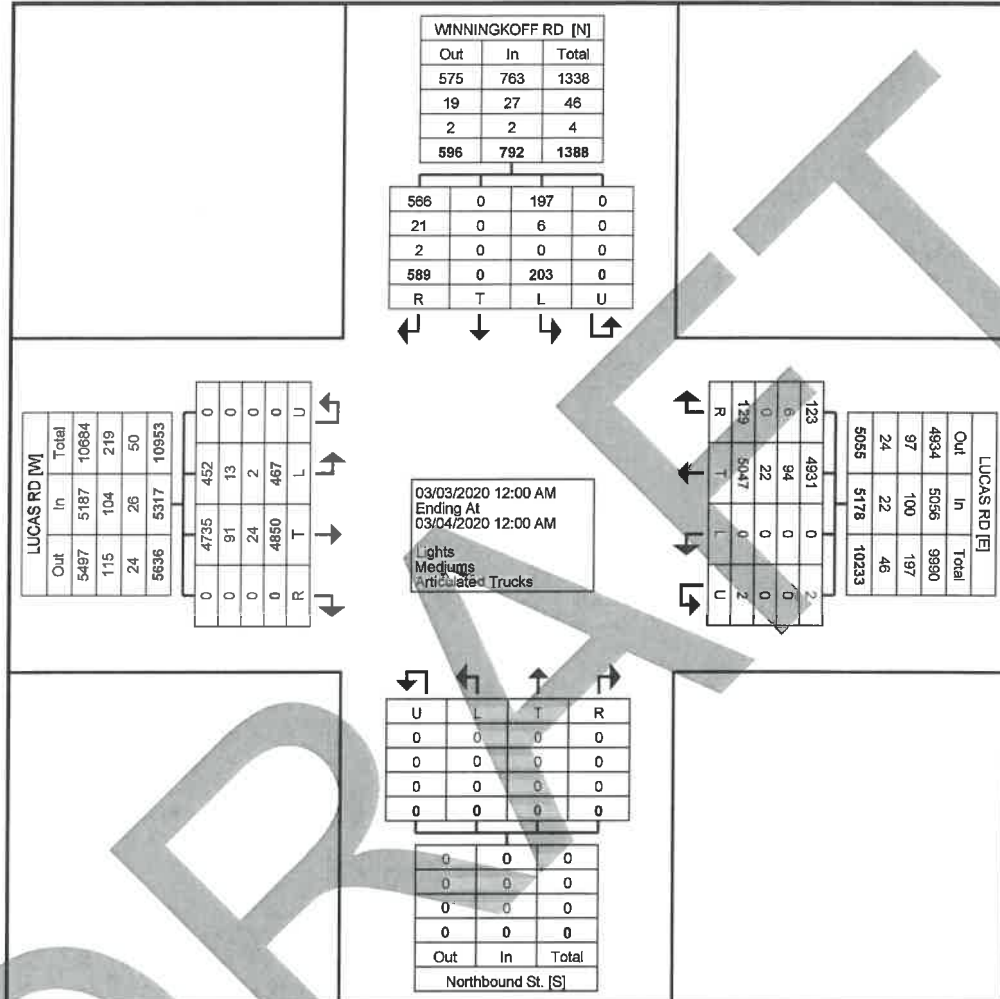 WINNINGKOFF RD [N]
Out In Total
575 763 1338
19 27 46
2 2 4
596 792 1388
566 0 197 0
21 0 6 0
2 0 0 0
589 0 203 0
R T L U
LUCAS RD [W]
Out In Total
5497 5187 10684
115 104 219
24 26 50
5636 5317 10953
0 4735 452 0
0 91 13 0
0 24 2 0
0 4850 467 0
R T L U
03/03/2020 12:00 AM
Ending At
03/04/2020 12:00 AM
Lights
Mediums
Articulated Trucks
LUCAS RD [E]
Out In Total
4934 5056 9990
97 100 197
24 22 46
5055 5178 10233
123 4931 0 2
6 94 0 0
0 22 0 0
129 5047 0 2
R T L U
U L T R
0 0 0 0
0 0 0 0
0 0 0 0
0 0 0 0
0 0 0
0 0 0
0 0 0
0 0 0
Out In Total
Northbound St. [S]
DRAFT